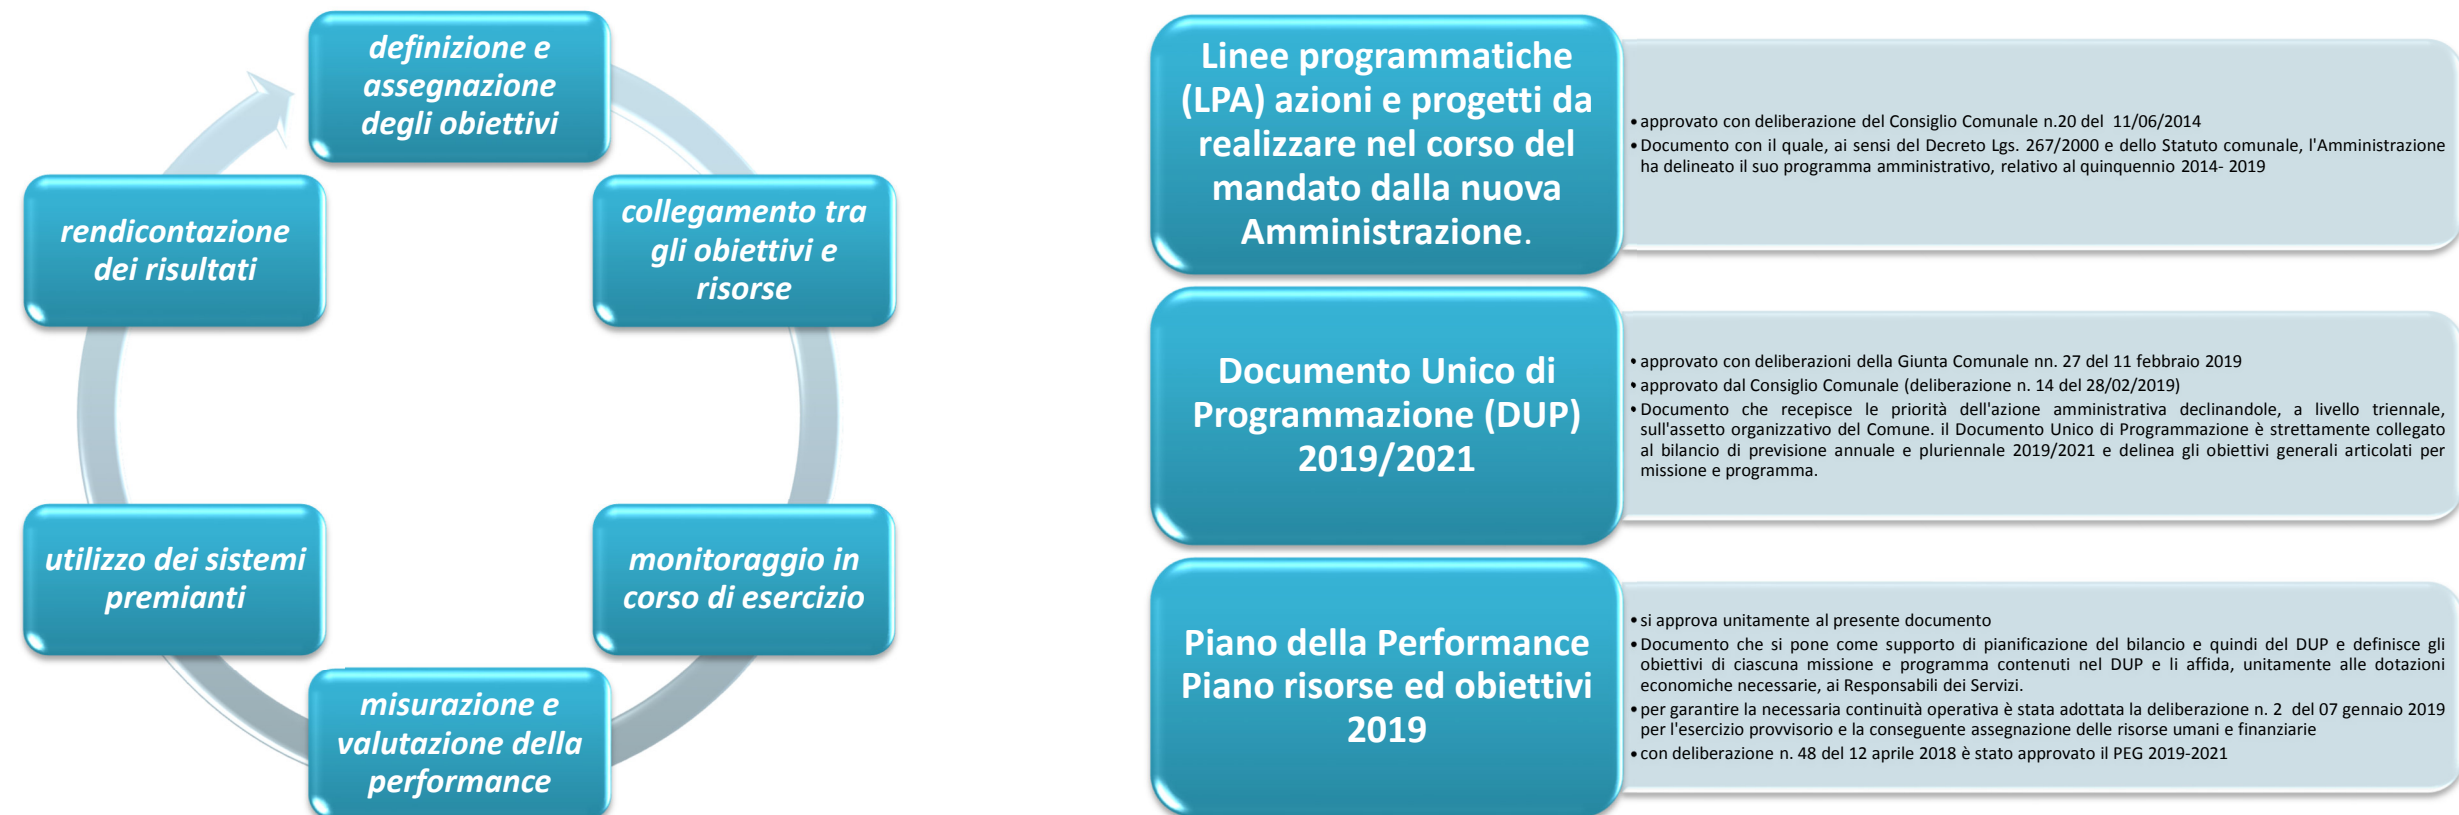 definizione e
assegnazione
degli obiettivi
collegamento tra
gli obiettivi e
risorse
monitoraggio in
corso di esercizio
misurazione e
valutazione della
performance
utilizzo dei sistemi
premianti
rendicontazione
dei risultati
Linee programmatiche
(LPA) azioni e progetti da
realizzare nel corso del
mandato dalla nuova
Amministrazione.
• approvato con deliberazione del Consiglio Comunale n.20 del 11/06/2014
• Documento con il quale, ai sensi del Decreto Lgs. 267/2000 e dello Statuto comunale, l'Amministrazione
ha delineato il suo programma amministrativo, relativo al quinquennio 2014- 2019
Documento Unico di
Programmazione (DUP)
2019/2021
• approvato con deliberazioni della Giunta Comunale nn. 27 del 11 febbraio 2019
• approvato dal Consiglio Comunale (deliberazione n. 14 del 28/02/2019)
• Documento che recepisce le priorità dell'azione amministrativa declinandole, a livello triennale,
sull'assetto organizzativo del Comune. il Documento Unico di Programmazione è strettamente collegato
al bilancio di previsione annuale e pluriennale 2019/2021 e delinea gli obiettivi generali articolati per
missione e programma.
Piano della Performance
Piano risorse ed obiettivi
2019
• si approva unitamente al presente documento
• Documento che si pone come supporto di pianificazione del bilancio e quindi del DUP e definisce gli
obiettivi di ciascuna missione e programma contenuti nel DUP e li affida, unitamente alle dotazioni
economiche necessarie, ai Responsabili dei Servizi.
• per garantire la necessaria continuità operativa è stata adottata la deliberazione n. 2 del 07 gennaio 2019
per l'esercizio provvisorio e la conseguente assegnazione delle risorse umani e finanziarie
• con deliberazione n. 48 del 12 aprile 2018 è stato approvato il PEG 2019-2021